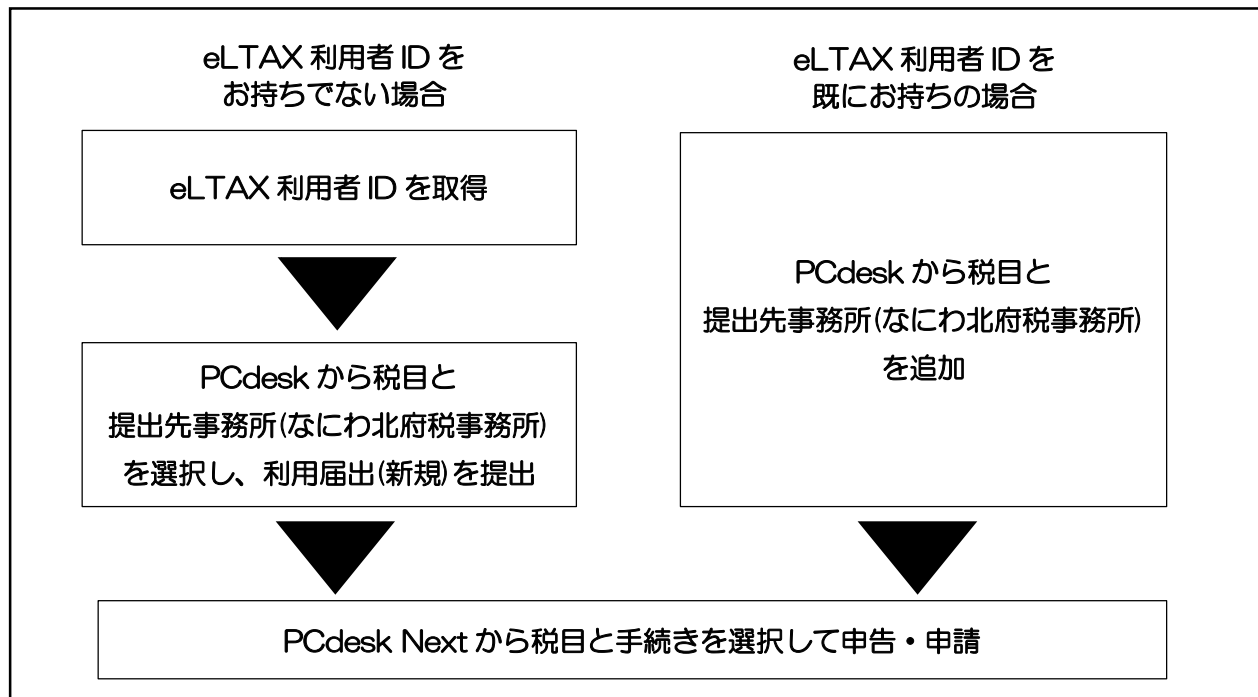 eLTAX 利用者 ID を
お持ちでない場合
eLTAX 利用者 ID を取得
PCdesk から税目と
提出先事務所(なにわ北府税事務所)
を選択し、利用届出(新規)を提出
eLTAX 利用者 ID を
既にお持ちの場合
PCdesk から税目と
提出先事務所(なにわ北府税事務所)
を追加
PCdesk Next から税目と手続きを選択して申告・申請